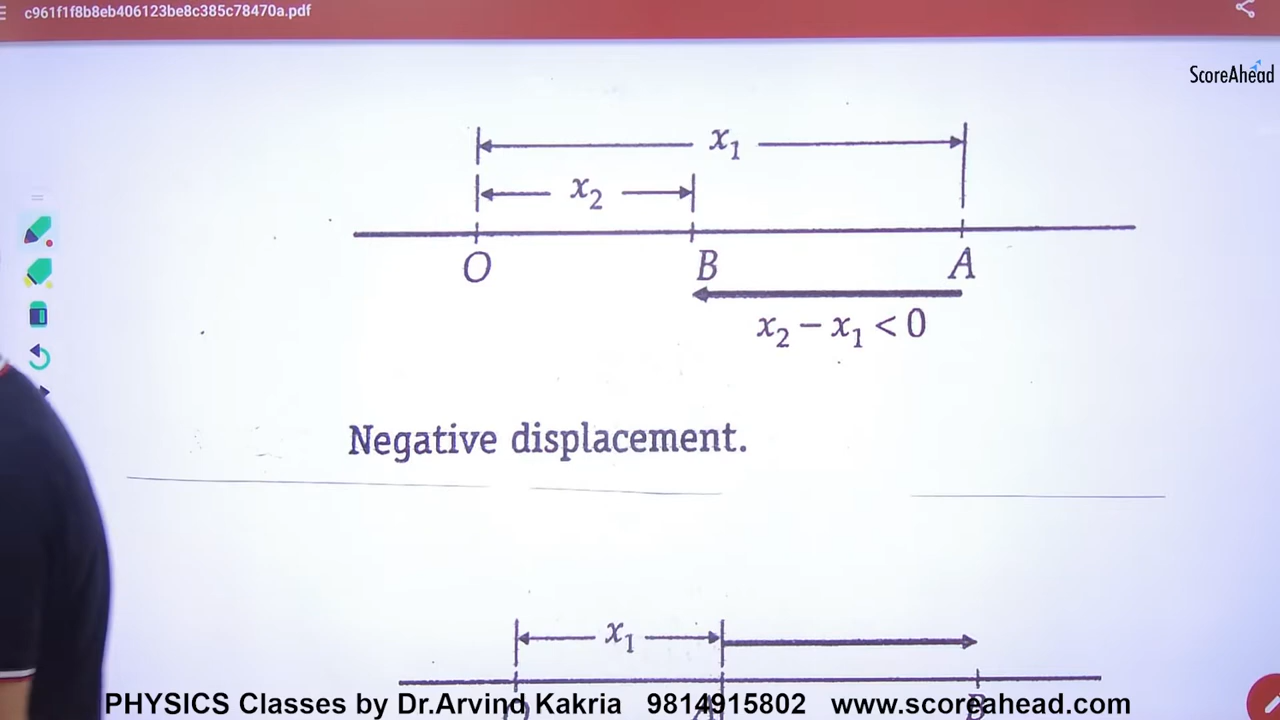 c961f1f8b8eb406123be8c385c78470a.pdf
ScoreAhead
x₁
x₂
O B A
x₂ – x₁ < 0
Negative displacement.
x₁
B
PHYSICS Classes by Dr.Arvind Kakria 9814915802 www.scoreahead.com